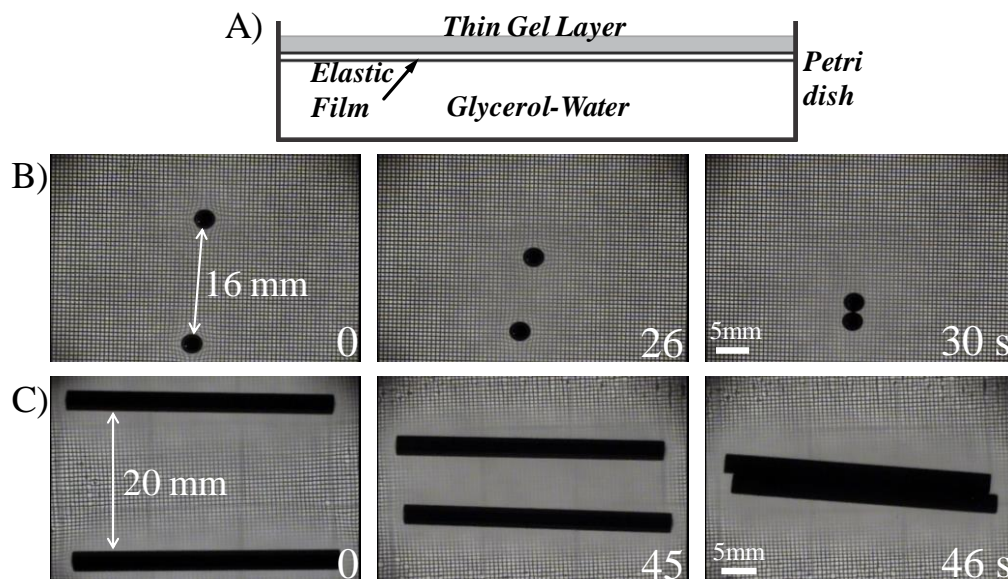 A)
Thin Gel Layer
Elastic
Film
Glycerol-Water
Petri
dish
B)
16 mm
0
26
5mm
30 s
C)
20 mm
0
45
5mm
46 s